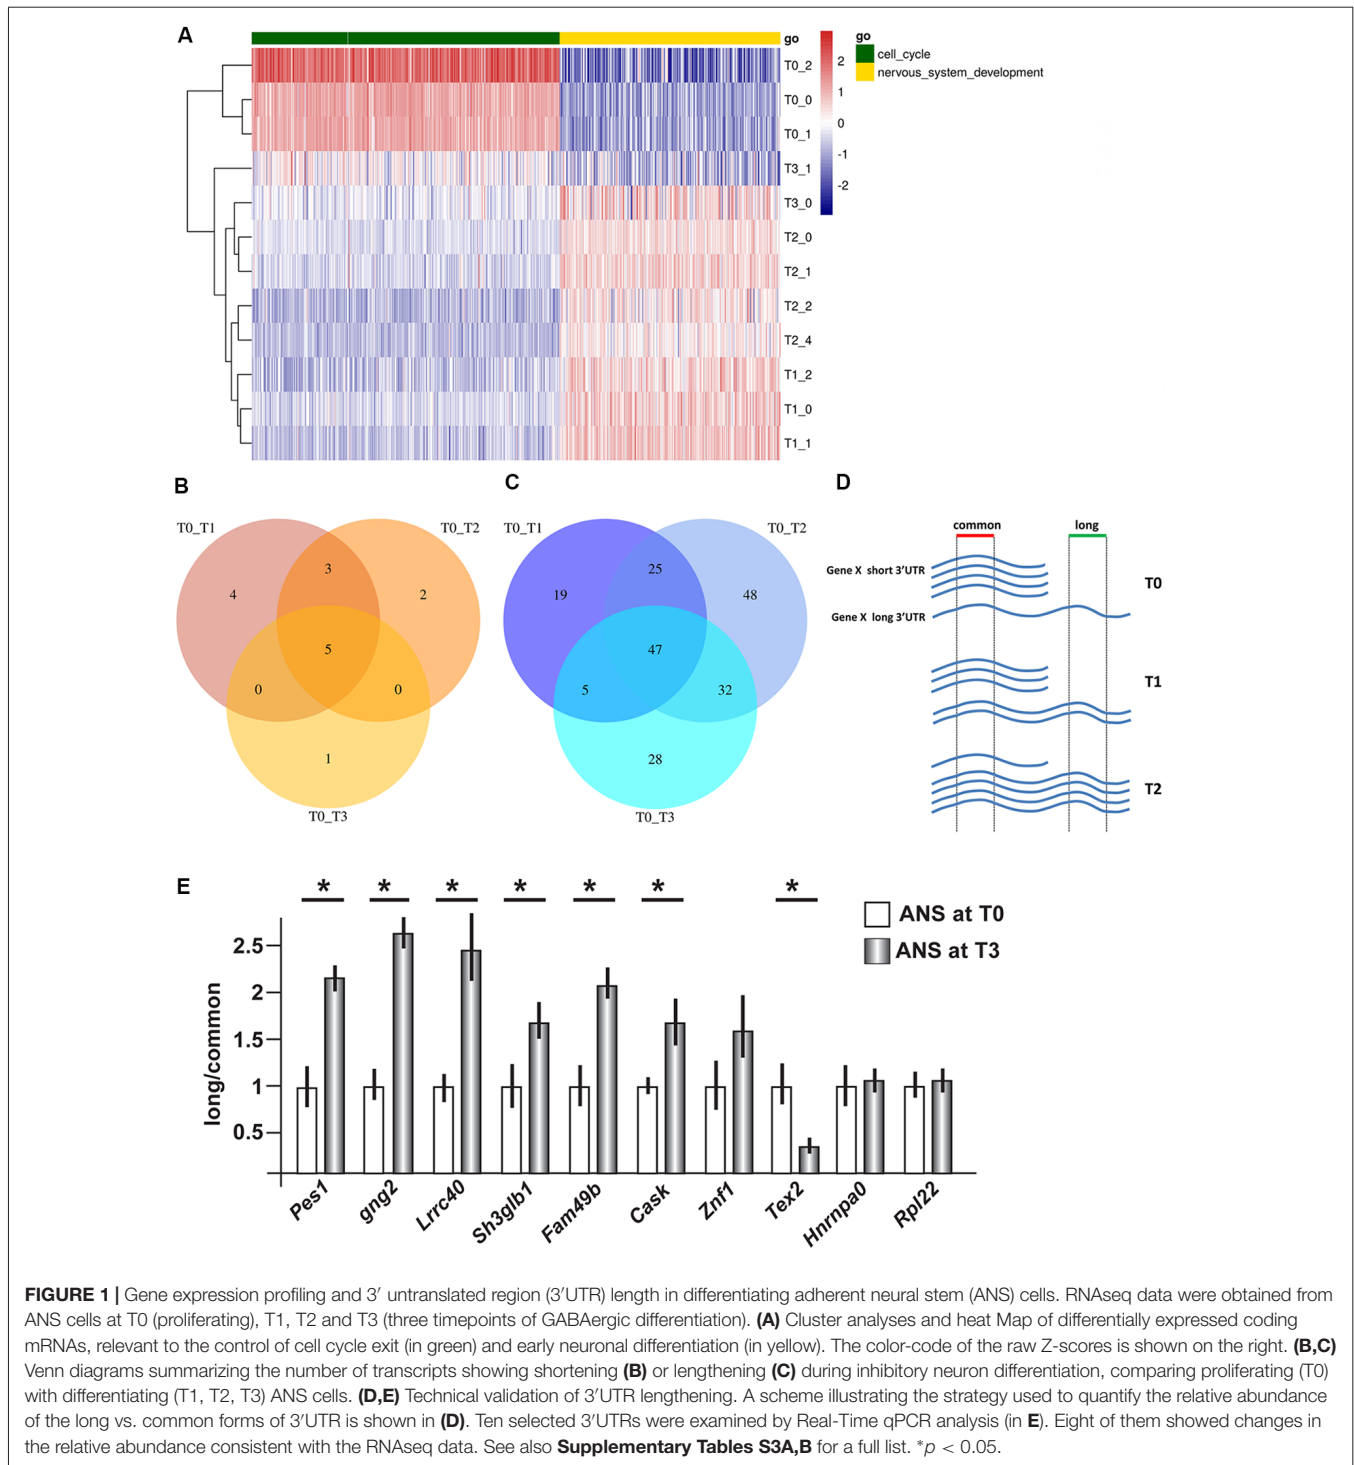 A
go
T0_2
T0_0
T0_1
T3_1
T3_0
T2_0
T2_1
T2_2
T2_4
T1_2
T1_0
T1_1
2
1
0
-1
-2
go
cell_cycle
nervous_system_development
B
T0_T1
T0_T2
3
4
2
5
0
0
1
T0_T3
C
T0_T1
T0_T2
25
19
48
47
5
32
28
T0_T3
D
common
long
Gene X short 3'UTR
T0
Gene X long 3'UTR
T1
T2
E
* * * * * * *
ANS at T0
ANS at T3
long/common
2.5
2
1.5
1
0.5
Pes1
gng2
Lrrc40
Sh3glb1
Fam49b
Cask
Znf1
Tex2
Hnrnpa0
Rpl22
FIGURE 1 | Gene expression profiling and 3′ untranslated region (3′UTR) length in differentiating adherent neural stem (ANS) cells. RNAseq data were obtained from
ANS cells at T0 (proliferating), T1, T2 and T3 (three timepoints of GABAergic differentiation). (A) Cluster analyses and heat Map of differentially expressed coding
mRNAs, relevant to the control of cell cycle exit (in green) and early neuronal differentiation (in yellow). The color-code of the raw Z-scores is shown on the right. (B,C)
Venn diagrams summarizing the number of transcripts showing shortening (B) or lengthening (C) during inhibitory neuron differentiation, comparing proliferating (T0)
with differentiating (T1, T2, T3) ANS cells. (D,E) Technical validation of 3′UTR lengthening. A scheme illustrating the strategy used to quantify the relative abundance
of the long vs. common forms of 3′UTR is shown in (D). Ten selected 3′UTRs were examined by Real-Time qPCR analysis (in E). Eight of them showed changes in
the relative abundance consistent with the RNAseq data. See also Supplementary Tables S3A,B for a full list. *p < 0.05.